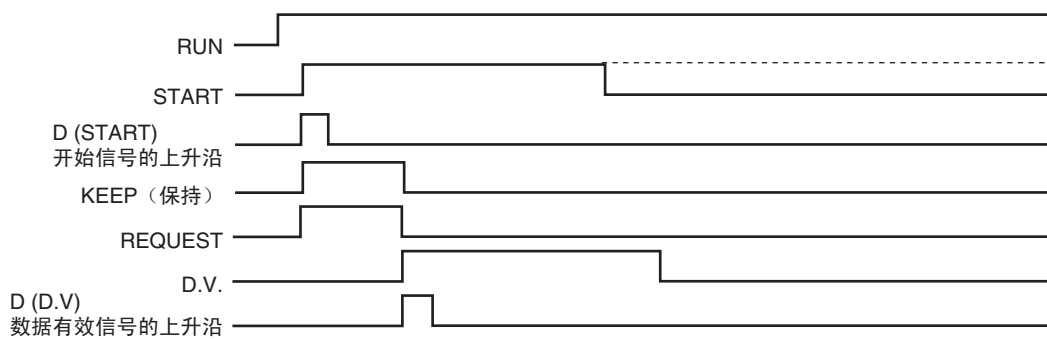 RUN
START
D (START)
开始信号的上升沿
KEEP（保持）
REQUEST
D.V.
D (D.V)
数据有效信号的上升沿